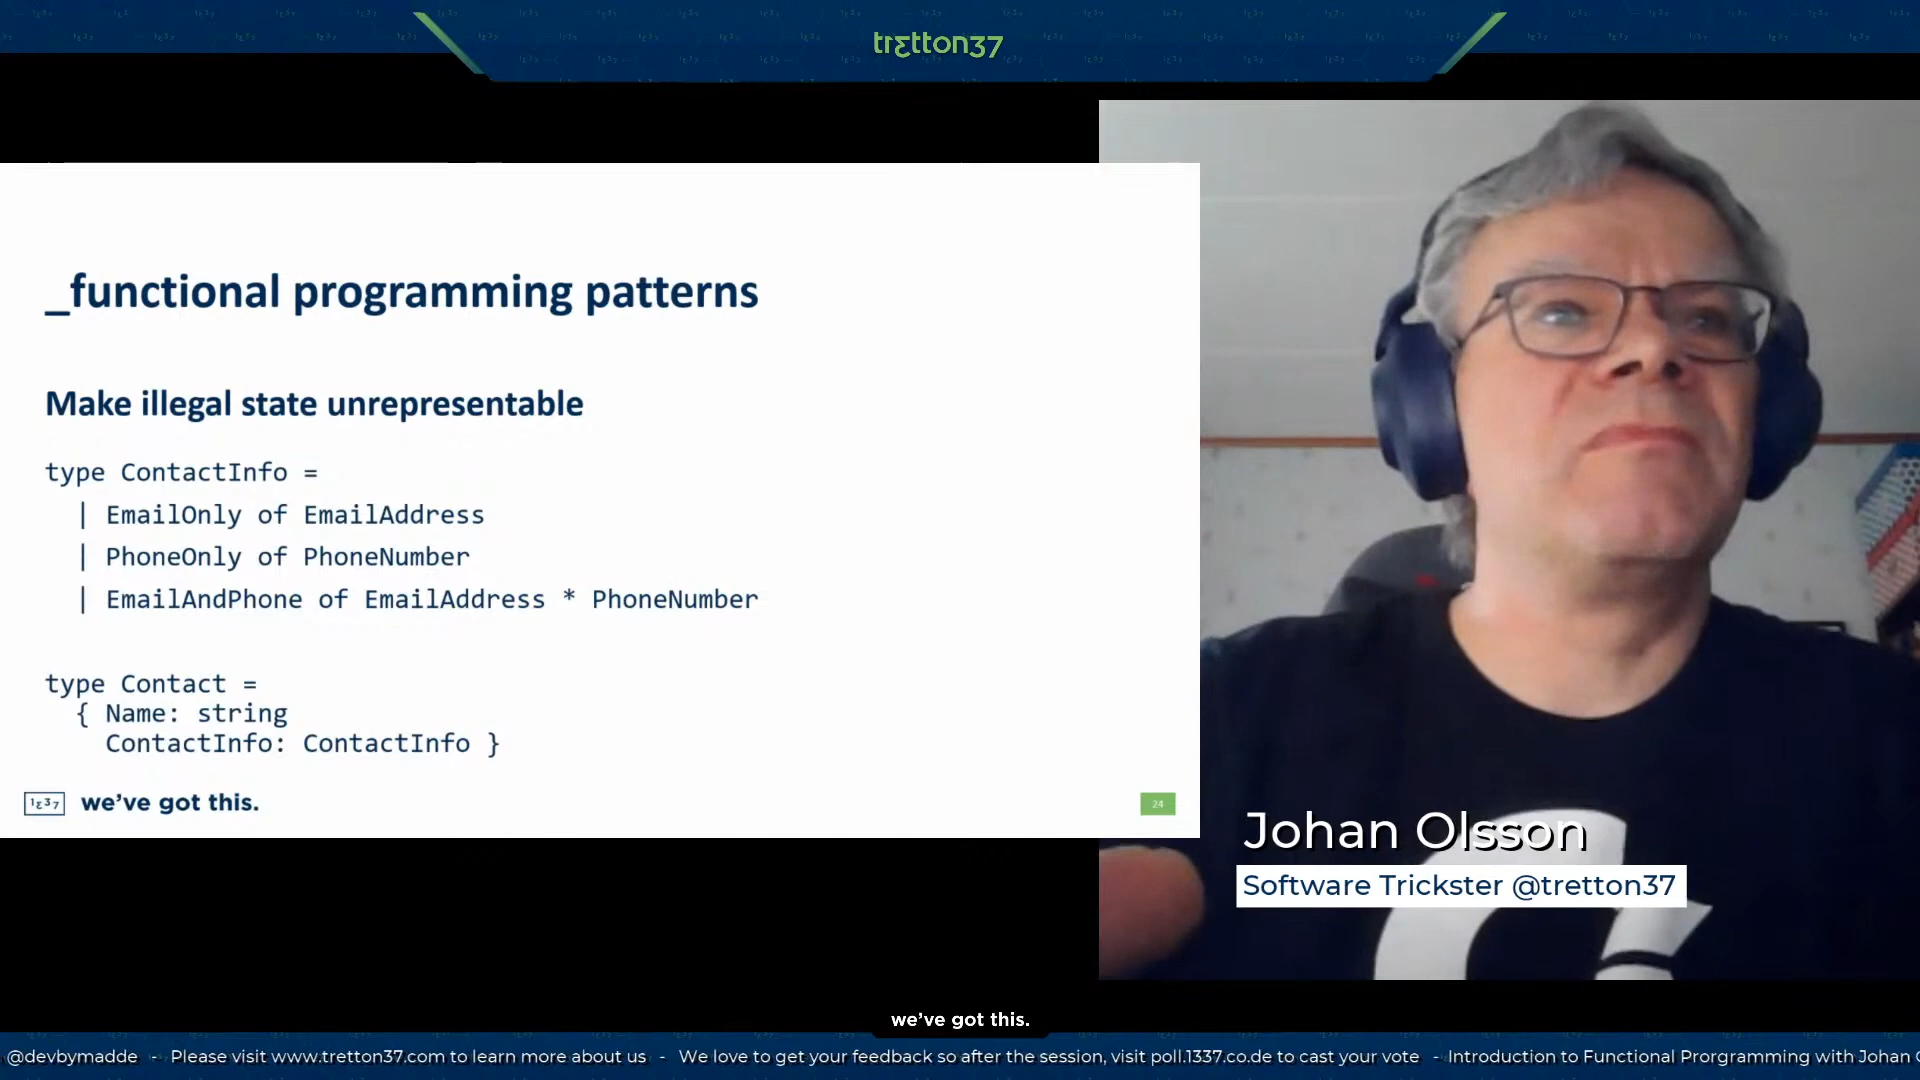 trετton37
_functional programming patterns
Make illegal state unrepresentable
type ContactInfo =
| EmailOnly of EmailAddress
| PhoneOnly of PhoneNumber
| EmailAndPhone of EmailAddress * PhoneNumber
type Contact =
{ Name: string
ContactInfo: ContactInfo }
1ε37 we’ve got this.
24
Johan Olsson
Software Trickster @tretton37
we’ve got this.
@devbymadde - Please visit www.tretton37.com to learn more about us - We love to get your feedback so after the session, visit poll.1337.co.de to cast your vote - Introduction to Functional Prorgramming with Johan